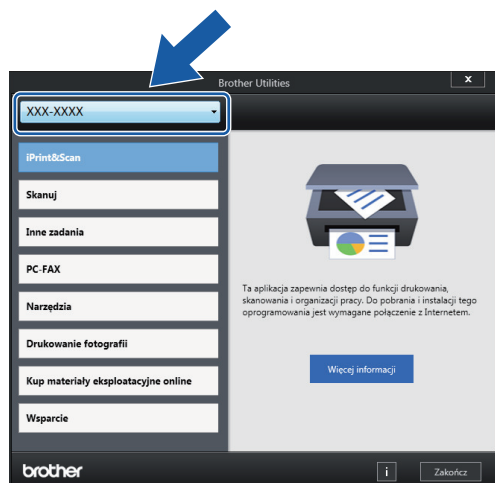 Brother Utilities
x
XXX-XXXX
iPrint&Scan
Skanuj
Inne zadania
PC-FAX
Narzędzia
Drukowanie fotografii
Kup materiały eksploatacyjne online
Wsparcie
Ta aplikacja zapewnia dostęp do funkcji drukowania,
skanowania i organizacji pracy. Do pobrania i instalacji tego
oprogramowania jest wymagane połączenie z Internetem.
Więcej informacji
brother
i
Zakończ